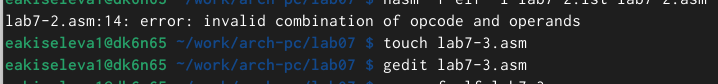 lab7-2.asm:14: error: invalid combination of opcode and operands
eakiseleva1@dk6n65 ~/work/arch-pc/lab07 $ touch lab7-3.asm
eakiseleva1@dk6n65 ~/work/arch-pc/lab07 $ gedit lab7-3.asm